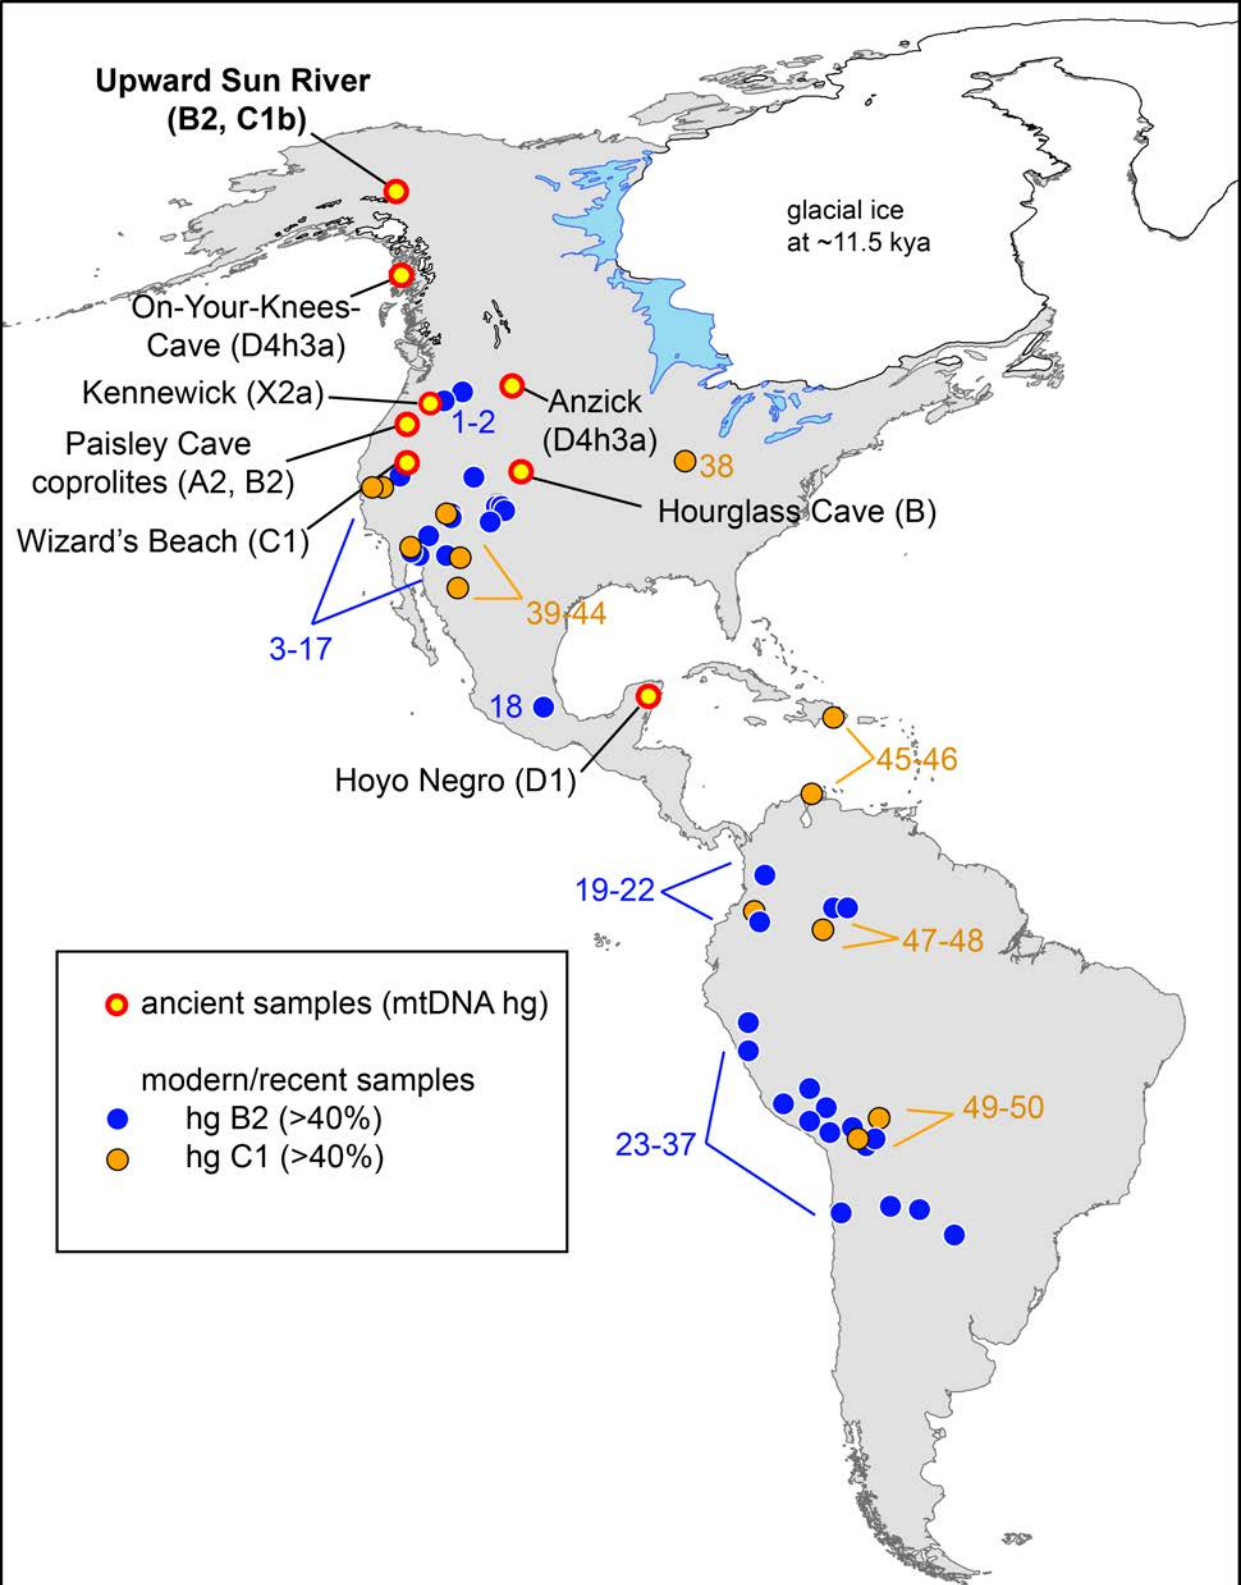 Upward Sun River
(B2, C1b)
glacial ice
at ~11.5 kya
On-Your-Knees-
Cave (D4h3a)
Kennewick (X2a)
1-2
Anzick
(D4h3a)
Paisley Cave
coprolites (A2, B2)
38
Hourglass Cave (B)
Wizard's Beach (C1)
39-44
3-17
18
Hoyo Negro (D1)
45-46
19-22
47-48
ancient samples (mtDNA hg)
modern/recent samples
hg B2 (>40%)
hg C1 (>40%)
49-50
23-37